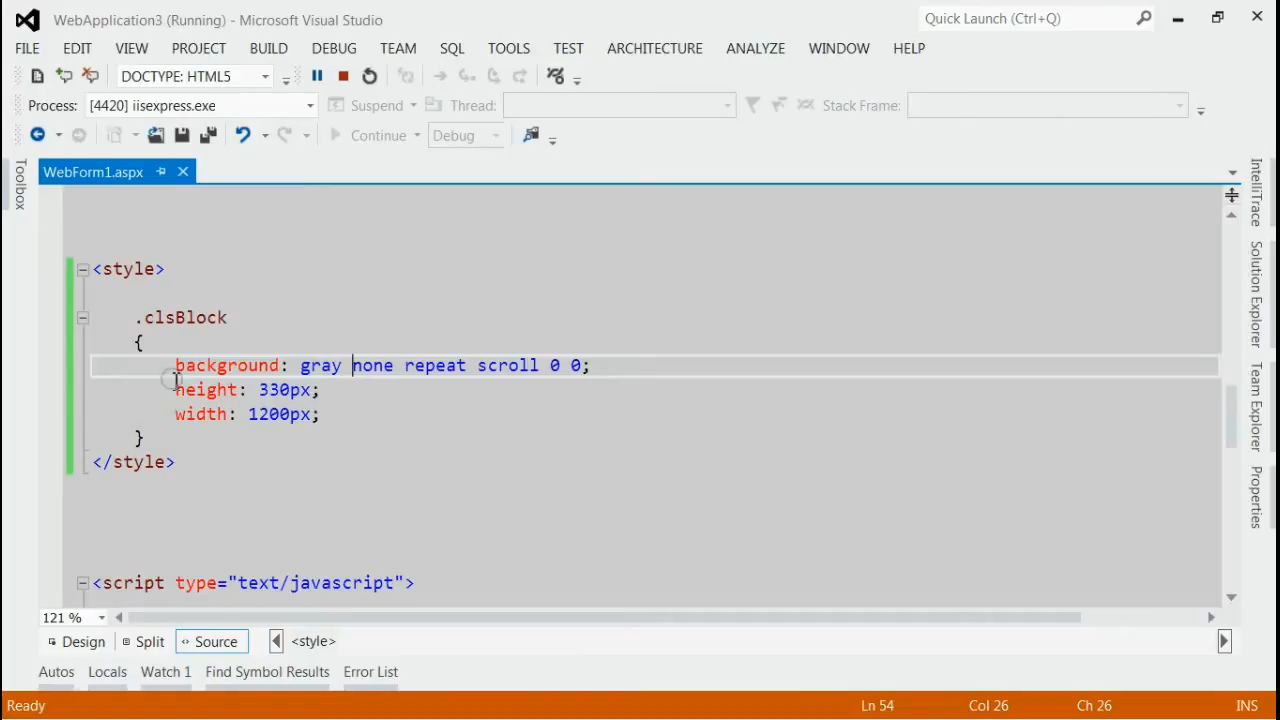 WebApplication3 (Running) - Microsoft Visual Studio
Quick Launch (Ctrl+Q)
FILE EDIT VIEW PROJECT BUILD DEBUG TEAM SQL TOOLS TEST ARCHITECTURE ANALYZE WINDOW HELP
DOCTYPE: HTML5
Process: [4420] iisexpress.exe Suspend Thread: Stack Frame:
Continue Debug
Toolbox
WebForm1.aspx
<style>
.clsBlock
{
background: gray none repeat scroll 0 0;
height: 330px;
width: 1200px;
}
</style>
<script type="text/javascript">
IntelliTrace
Solution Explorer
Team Explorer
Properties
121 %
Design Split Source <style>
Autos Locals Watch 1 Find Symbol Results Error List
Ready Ln 54 Col 26 Ch 26 INS